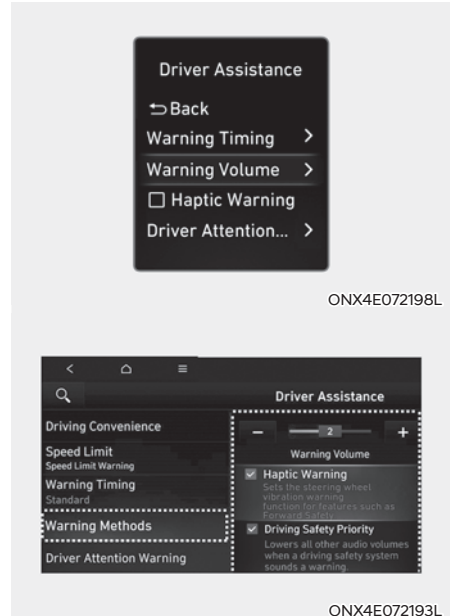 Driver Assistance
Back
Warning Timing
Warning Volume
Haptic Warning
Driver Attention...
ONX4E072198L
Driver Assistance
Driving Convenience
Speed Limit
Speed Limit Warning
Warning Timing
Standard
Warning Methods
Driver Attention Warning
- 2 +
Warning Volume
Haptic Warning
Sets the steering wheel
vibration warning
function for features such as
Forward Safety
Driving Safety Priority
Lowers all other audio volumes
when a driving safety system
sounds a warning.
ONX4E072193L